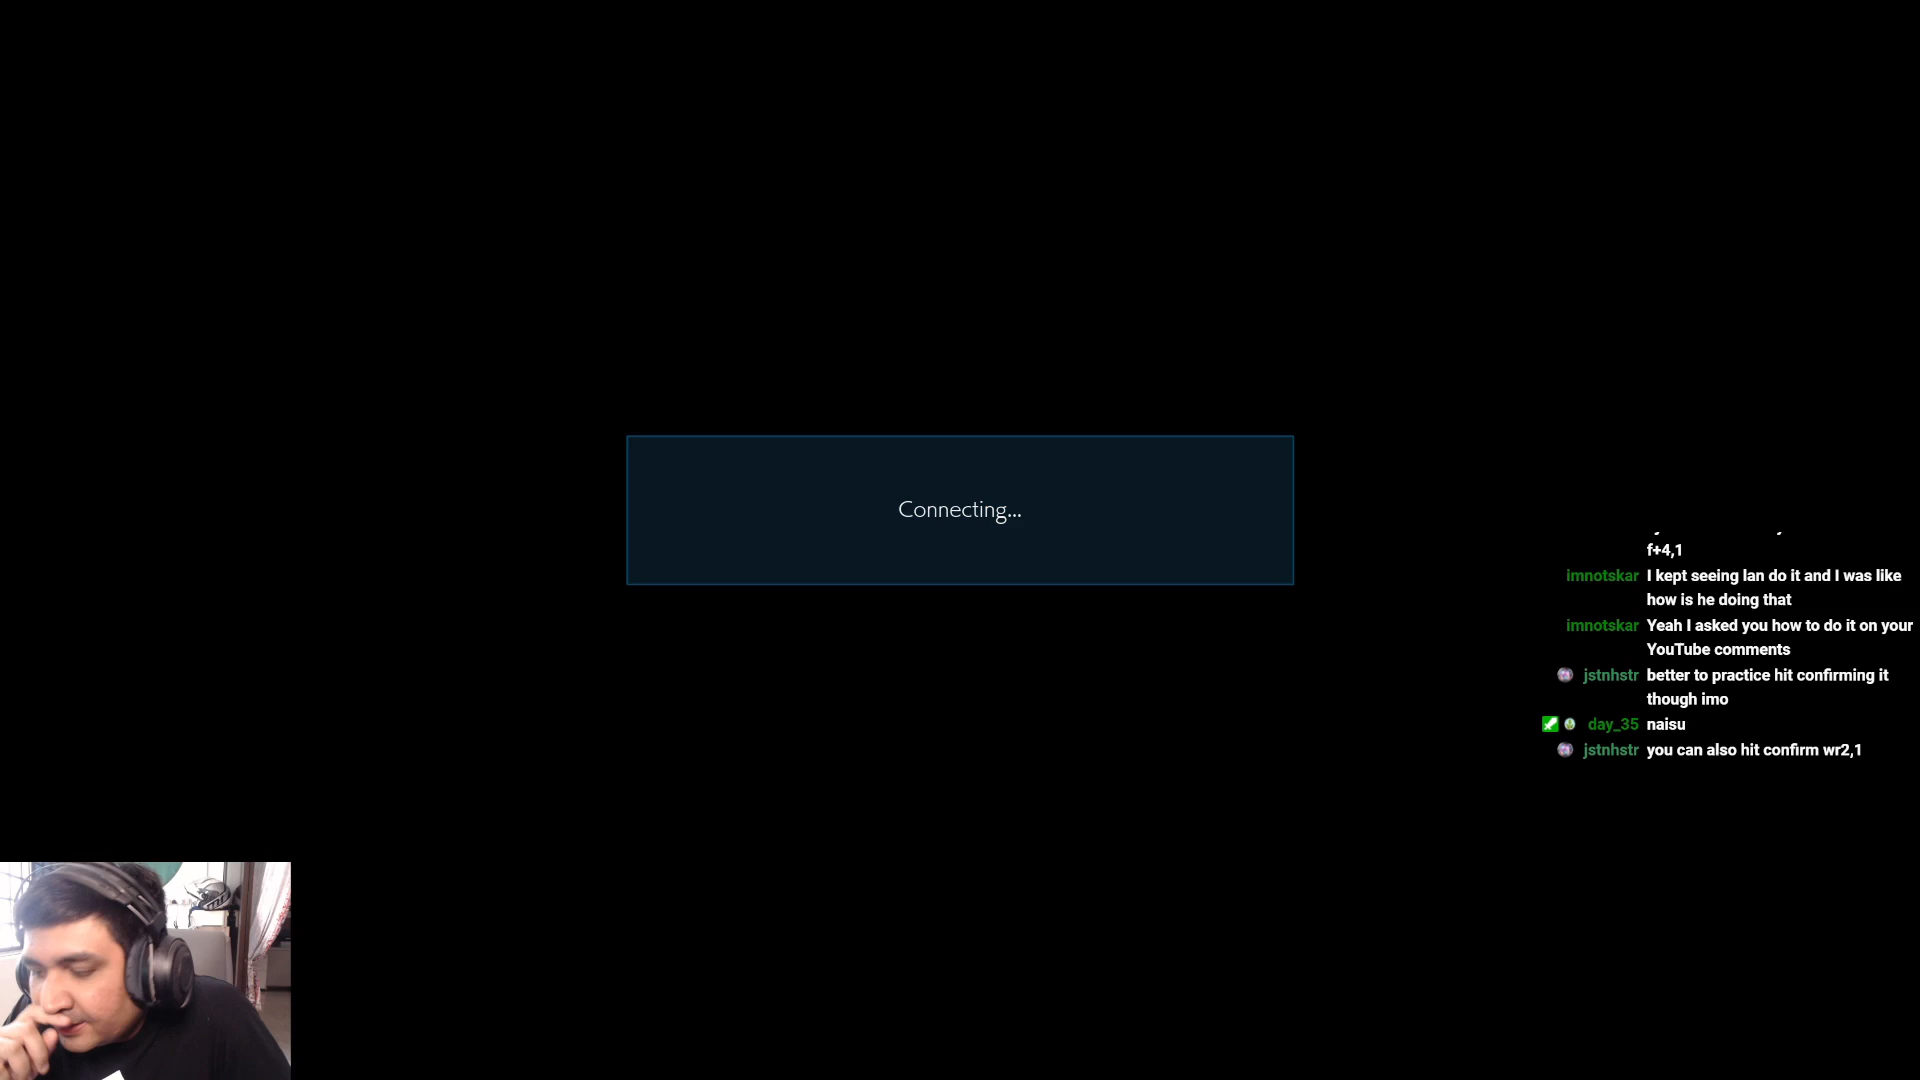 Connecting...
f+4,1
imnotskar I kept seeing lan do it and I was like
how is he doing that
imnotskar Yeah I asked you how to do it on your
YouTube comments
jstnhstr better to practice hit confirming it
though imo
day_35 naisu
jstnhstr you can also hit confirm wr2,1